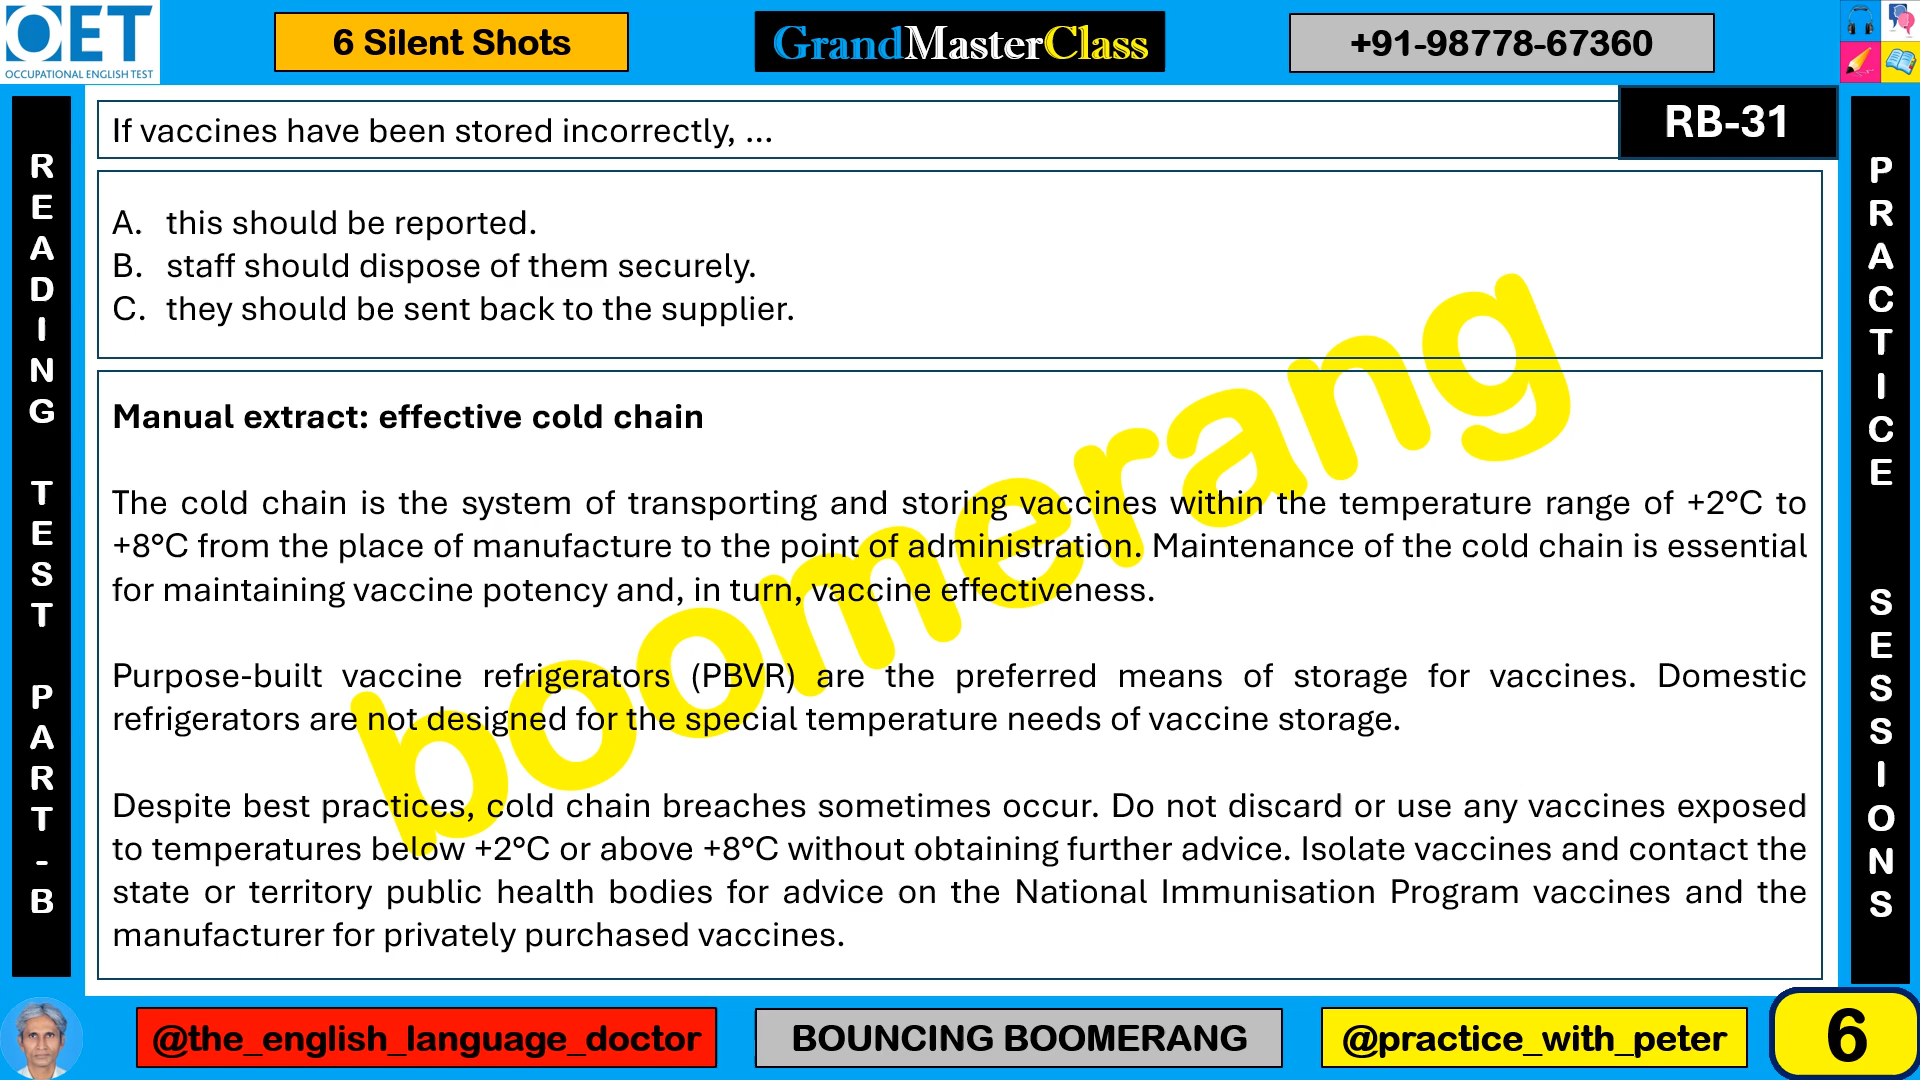 OET
OCCUPATIONAL ENGLISH TEST
6 Silent Shots
GrandMasterClass
+91-98778-67360
READING TEST PART-B
If vaccines have been stored incorrectly, ...
RB-31
A. this should be reported.
B. staff should dispose of them securely.
C. they should be sent back to the supplier.
boomerang
Manual extract: effective cold chain
The cold chain is the system of transporting and storing vaccines within the temperature range of +2°C to
+8°C from the place of manufacture to the point of administration. Maintenance of the cold chain is essential
for maintaining vaccine potency and, in turn, vaccine effectiveness.
Purpose-built vaccine refrigerators (PBVR) are the preferred means of storage for vaccines. Domestic
refrigerators are not designed for the special temperature needs of vaccine storage.
Despite best practices, cold chain breaches sometimes occur. Do not discard or use any vaccines exposed
to temperatures below +2°C or above +8°C without obtaining further advice. Isolate vaccines and contact the
state or territory public health bodies for advice on the National Immunisation Program vaccines and the
manufacturer for privately purchased vaccines.
PRACTICE SESSIONS
@the_english_language_doctor
BOUNCING BOOMERANG
@practice_with_peter
6